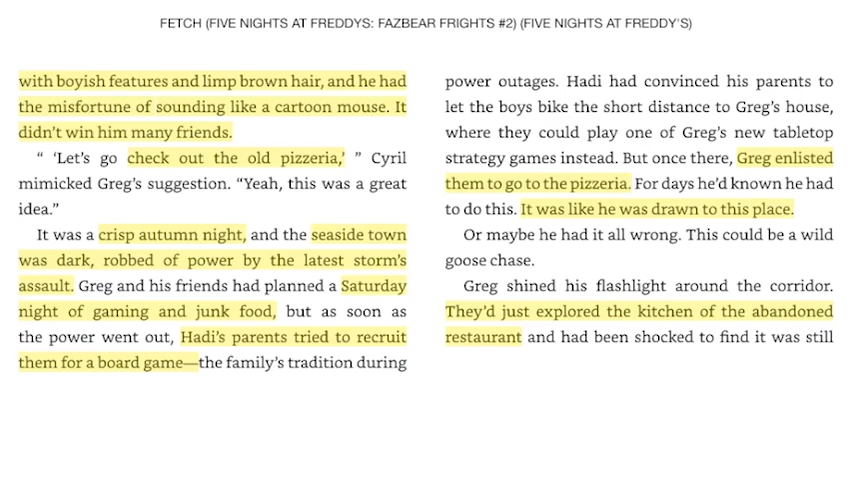 FETCH (FIVE NIGHTS AT FREDDYS: FAZBEAR FRIGHTS #2) (FIVE NIGHTS AT FREDDY'S)
with boyish features and limp brown hair, and he had
the misfortune of sounding like a cartoon mouse. It
didn’t win him many friends.
“ ‘Let’s go check out the old pizzeria,’ ” Cyril
mimicked Greg’s suggestion. “Yeah, this was a great
idea.”
It was a crisp autumn night, and the seaside town
was dark, robbed of power by the latest storm’s
assault. Greg and his friends had planned a Saturday
night of gaming and junk food, but as soon as
the power went out, Hadi’s parents tried to recruit
them for a board game—the family’s tradition during
power outages. Hadi had convinced his parents to
let the boys bike the short distance to Greg’s house,
where they could play one of Greg’s new tabletop
strategy games instead. But once there, Greg enlisted
them to go to the pizzeria. For days he’d known he had
to do this. It was like he was drawn to this place.
Or maybe he had it all wrong. This could be a wild
goose chase.
Greg shined his flashlight around the corridor.
They’d just explored the kitchen of the abandoned
restaurant and had been shocked to find it was still